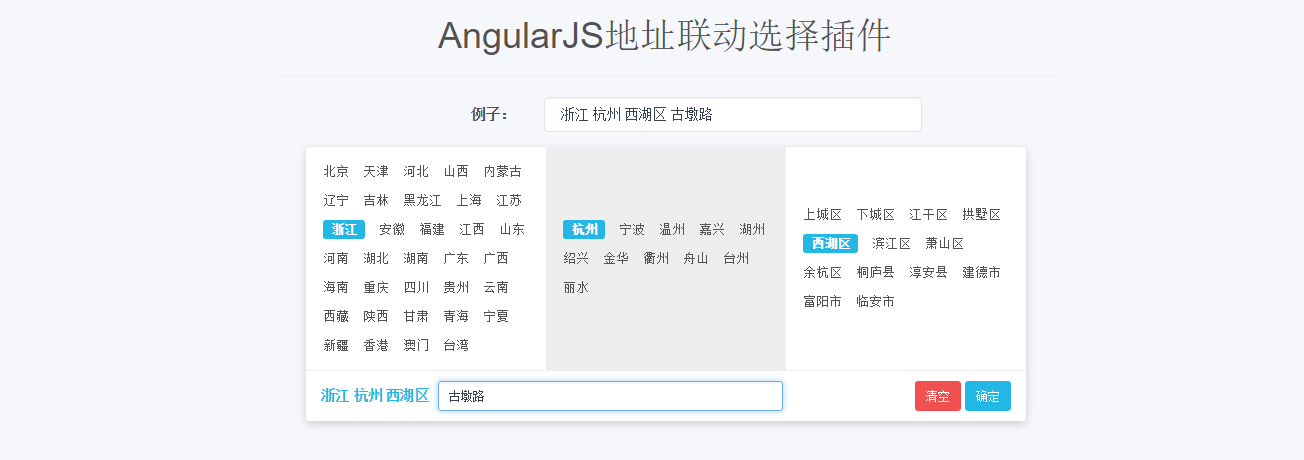 AngularJS地址联动选择插件
例子：
浙江 杭州 西湖区 古墩路
北京 天津 河北 山西 内蒙古
辽宁 吉林 黑龙江 上海 江苏
浙江 安徽 福建 江西 山东
河南 湖北 湖南 广东 广西
海南 重庆 四川 贵州 云南
西藏 陕西 甘肃 青海 宁夏
新疆 香港 澳门 台湾
杭州 宁波 温州 嘉兴 湖州
绍兴 金华 衢州 舟山 台州
丽水
上城区 下城区 江干区 拱墅区
西湖区 滨江区 萧山区
余杭区 桐庐县 淳安县 建德市
富阳市 临安市
浙江 杭州 西湖区
古墩路
清空
确定